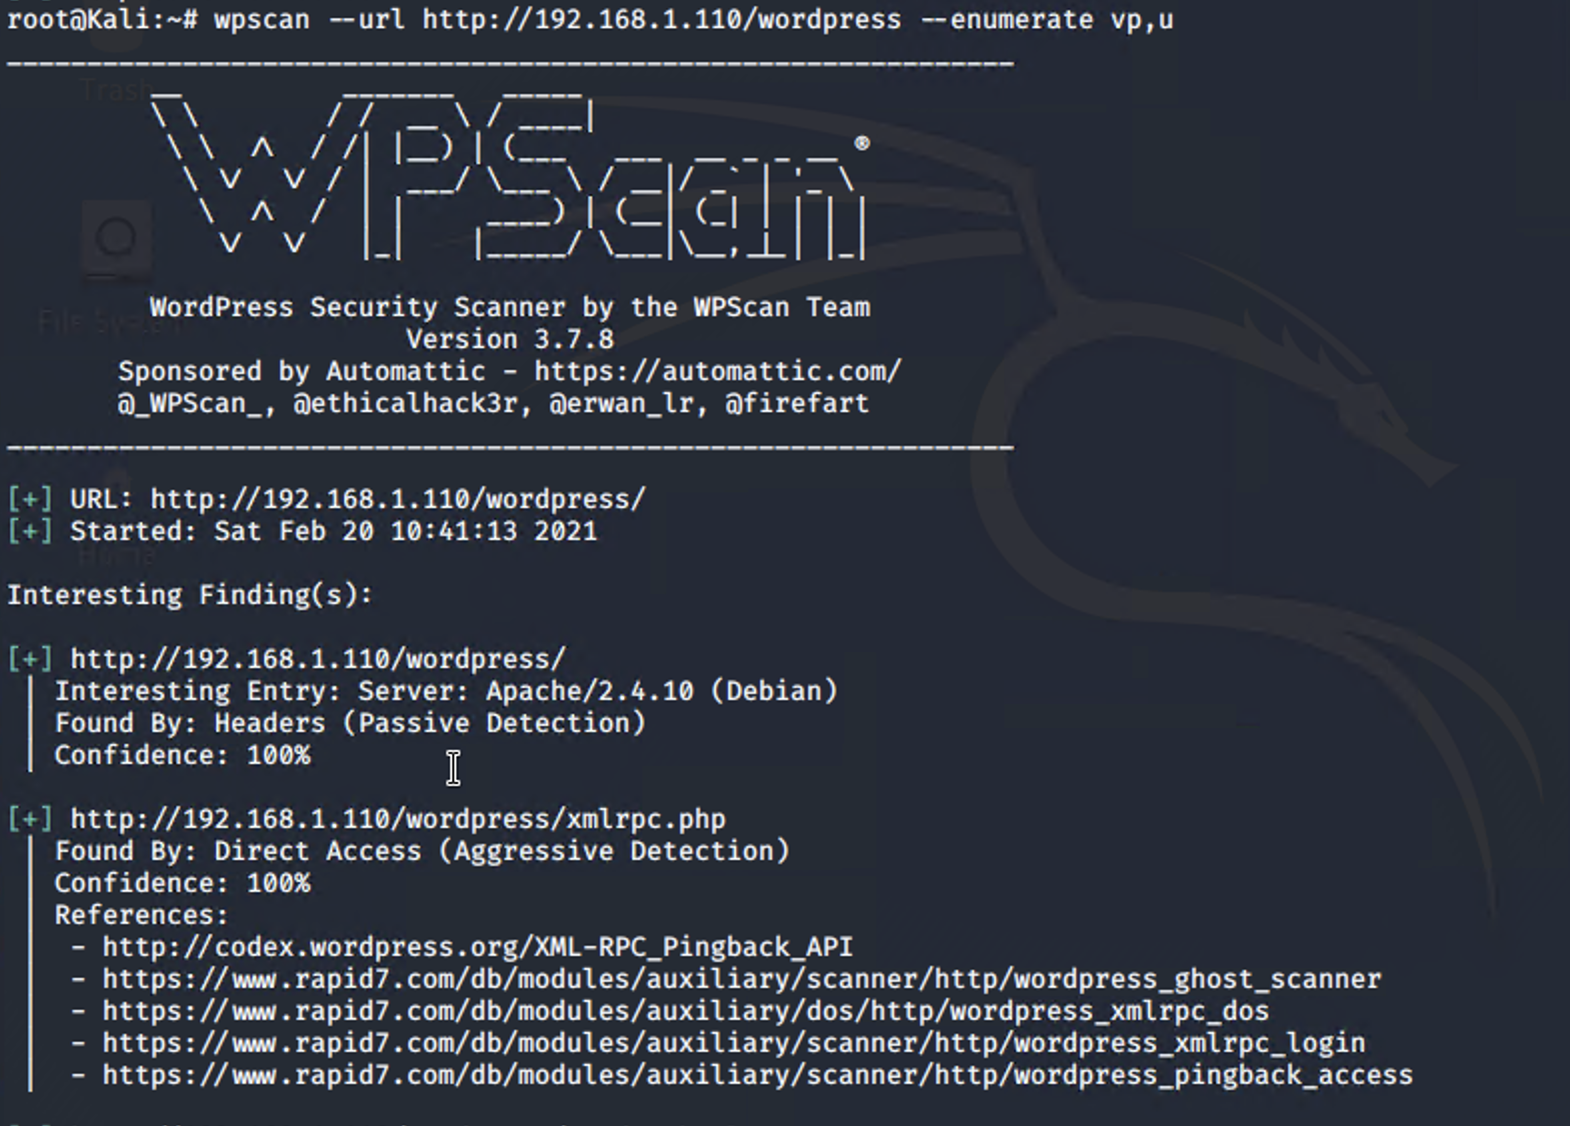 root@Kali:~# wpscan --url http://192.168.1.110/wordpress --enumerate vp,u
Trash
WPScan ®
File System
WordPress Security Scanner by the WPScan Team
Version 3.7.8
Sponsored by Automattic - https://automattic.com/
@_WPScan_, @ethicalhack3r, @erwan_lr, @firefart
[+] URL: http://192.168.1.110/wordpress/
[+] Started: Sat Feb 20 10:41:13 2021
Home
Interesting Finding(s):
[+] http://192.168.1.110/wordpress/
| Interesting Entry: Server: Apache/2.4.10 (Debian)
| Found By: Headers (Passive Detection)
| Confidence: 100%
[+] http://192.168.1.110/wordpress/xmlrpc.php
| Found By: Direct Access (Aggressive Detection)
| Confidence: 100%
| References:
| - http://codex.wordpress.org/XML-RPC_Pingback_API
| - https://www.rapid7.com/db/modules/auxiliary/scanner/http/wordpress_ghost_scanner
| - https://www.rapid7.com/db/modules/auxiliary/dos/http/wordpress_xmlrpc_dos
| - https://www.rapid7.com/db/modules/auxiliary/scanner/http/wordpress_xmlrpc_login
| - https://www.rapid7.com/db/modules/auxiliary/scanner/http/wordpress_pingback_access